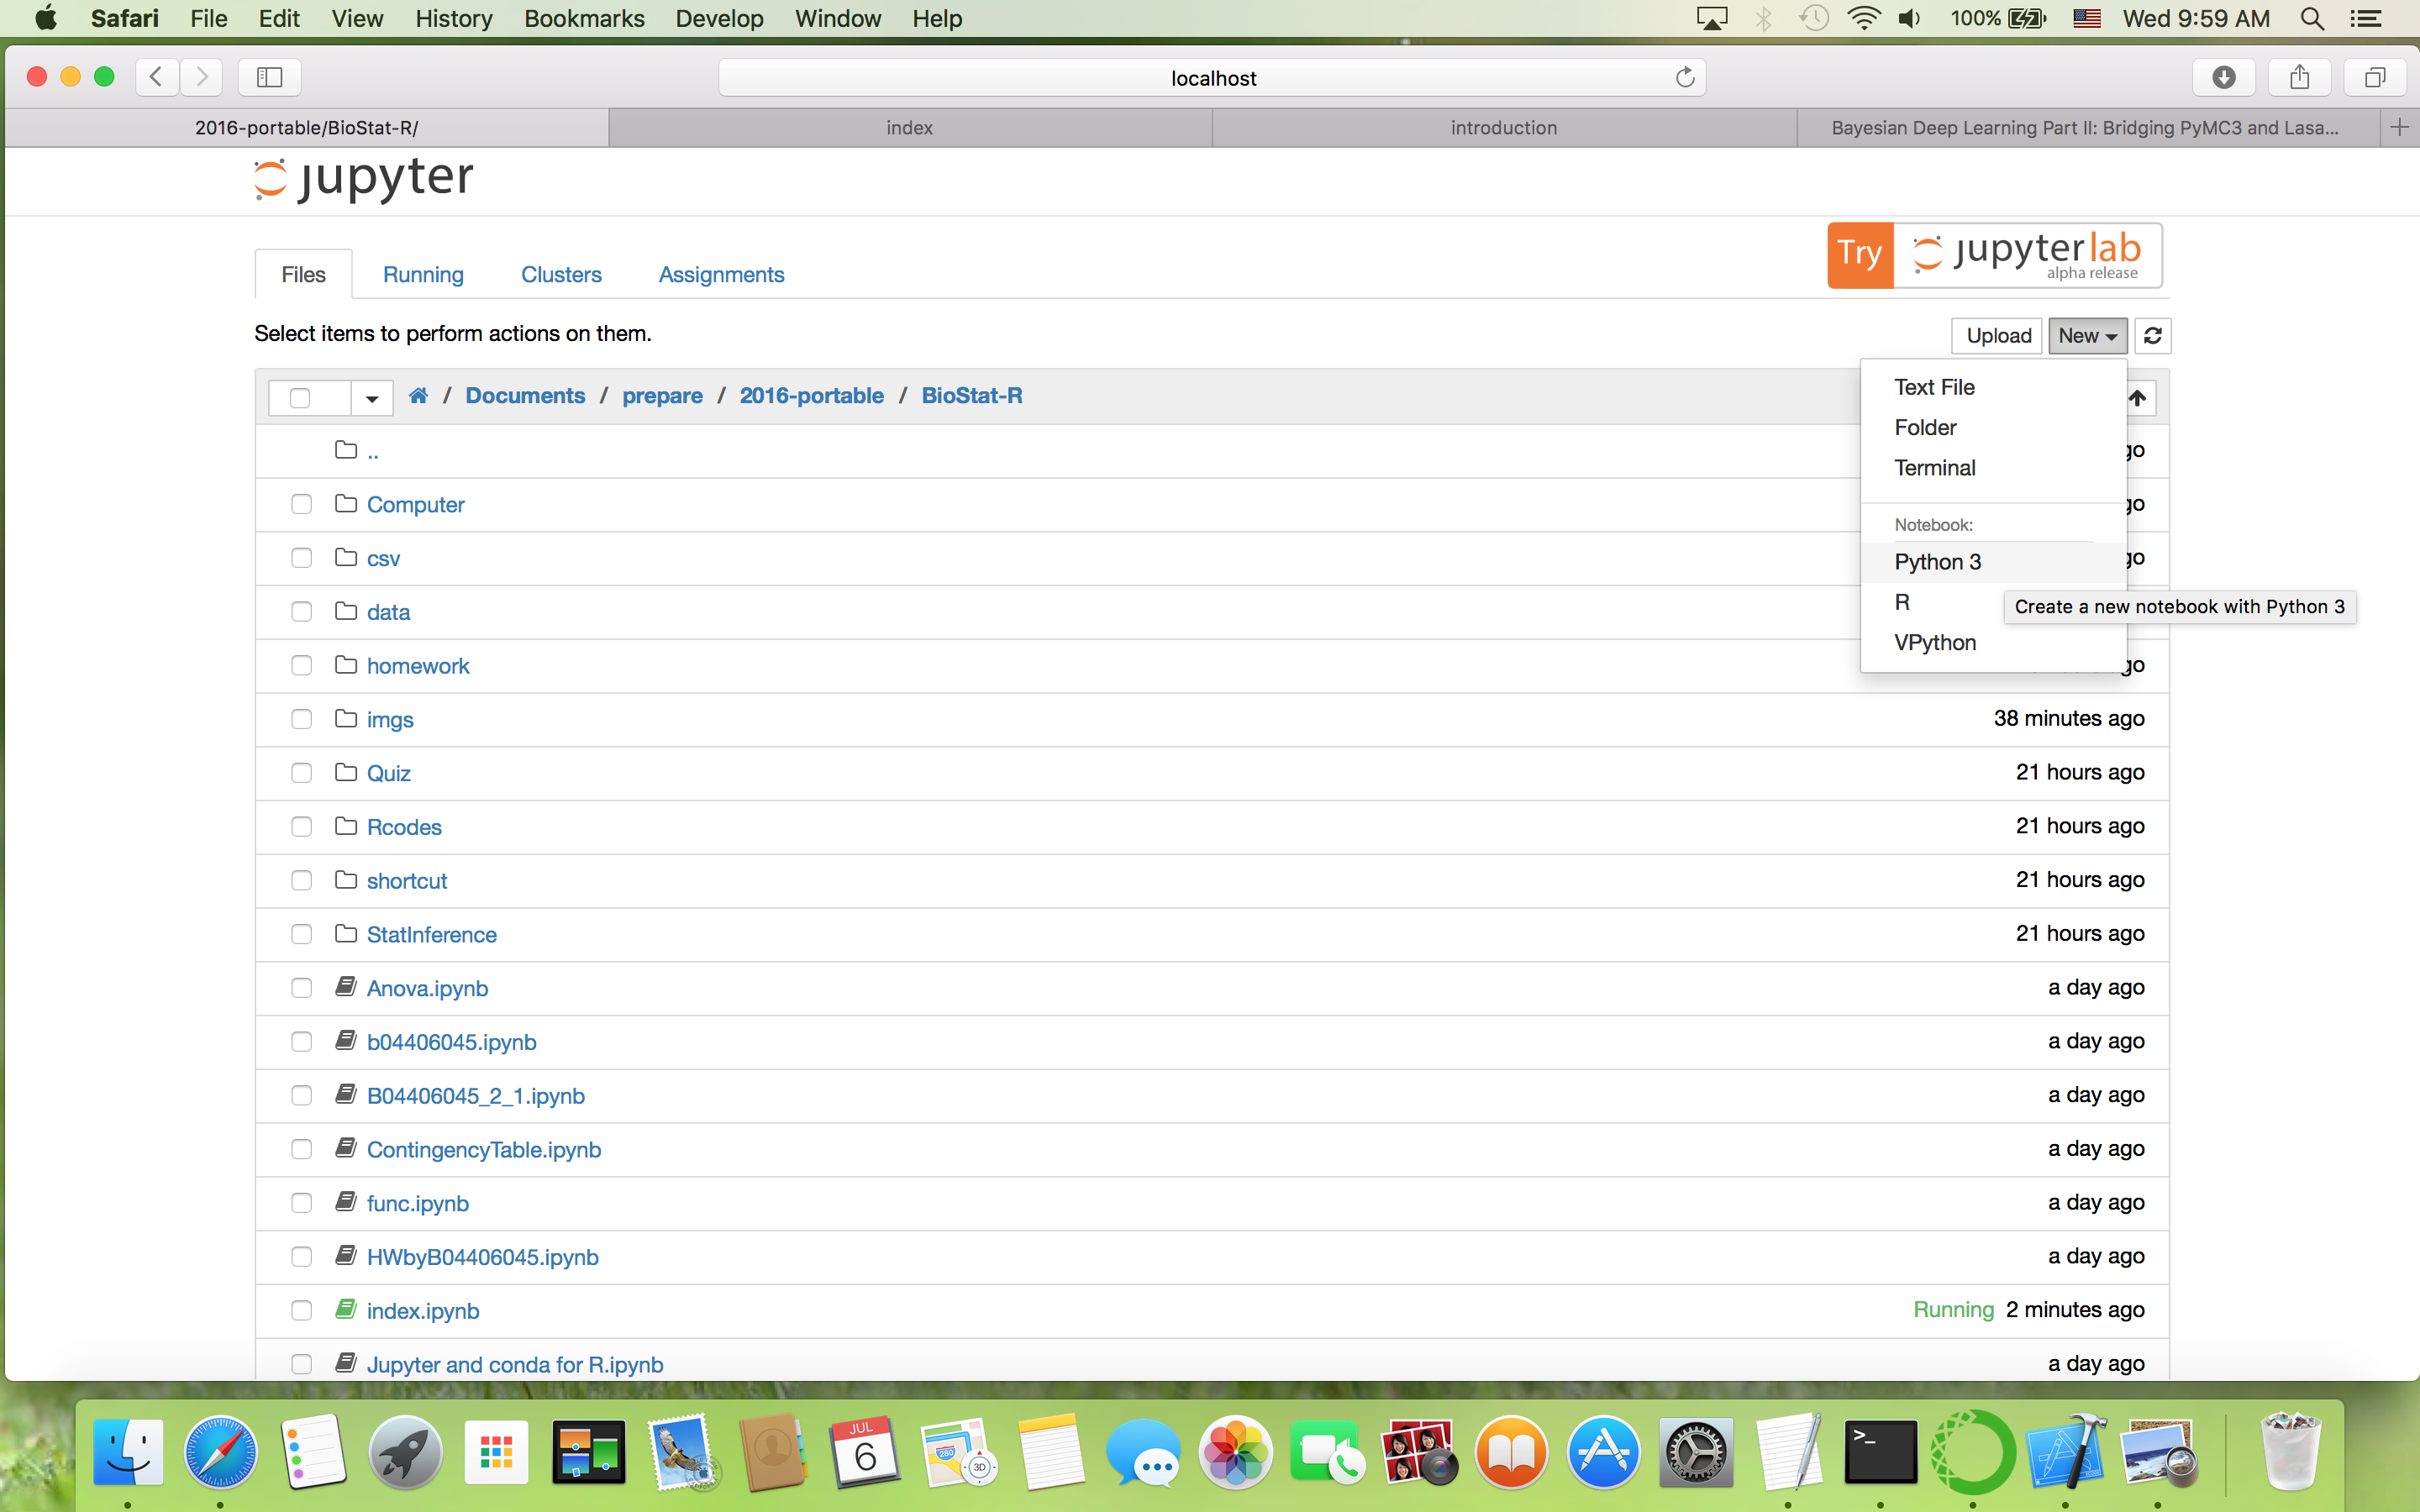 Safari File Edit View History Bookmarks Develop Window Help 100% Wed 9:59 AM
localhost
2016-portable/BioStat-R/ index introduction Bayesian Deep Learning Part II: Bridging PyMC3 and Lasa...
jupyter
Try jupyterlab
alpha release
Files Running Clusters Assignments
Select items to perform actions on them. Upload New
/ Documents / prepare / 2016-portable / BioStat-R
Text File
Folder
Terminal
Notebook:
Python 3
R
VPython
Create a new notebook with Python 3
.. go
Computer go
csv go
data
homework go
imgs 38 minutes ago
Quiz 21 hours ago
Rcodes 21 hours ago
shortcut 21 hours ago
StatInference 21 hours ago
Anova.ipynb a day ago
b04406045.ipynb a day ago
B04406045_2_1.ipynb a day ago
ContingencyTable.ipynb a day ago
func.ipynb a day ago
HWbyB04406045.ipynb a day ago
index.ipynb Running 2 minutes ago
Jupyter and conda for R.ipynb a day ago
JUL
6
280
3D
>_